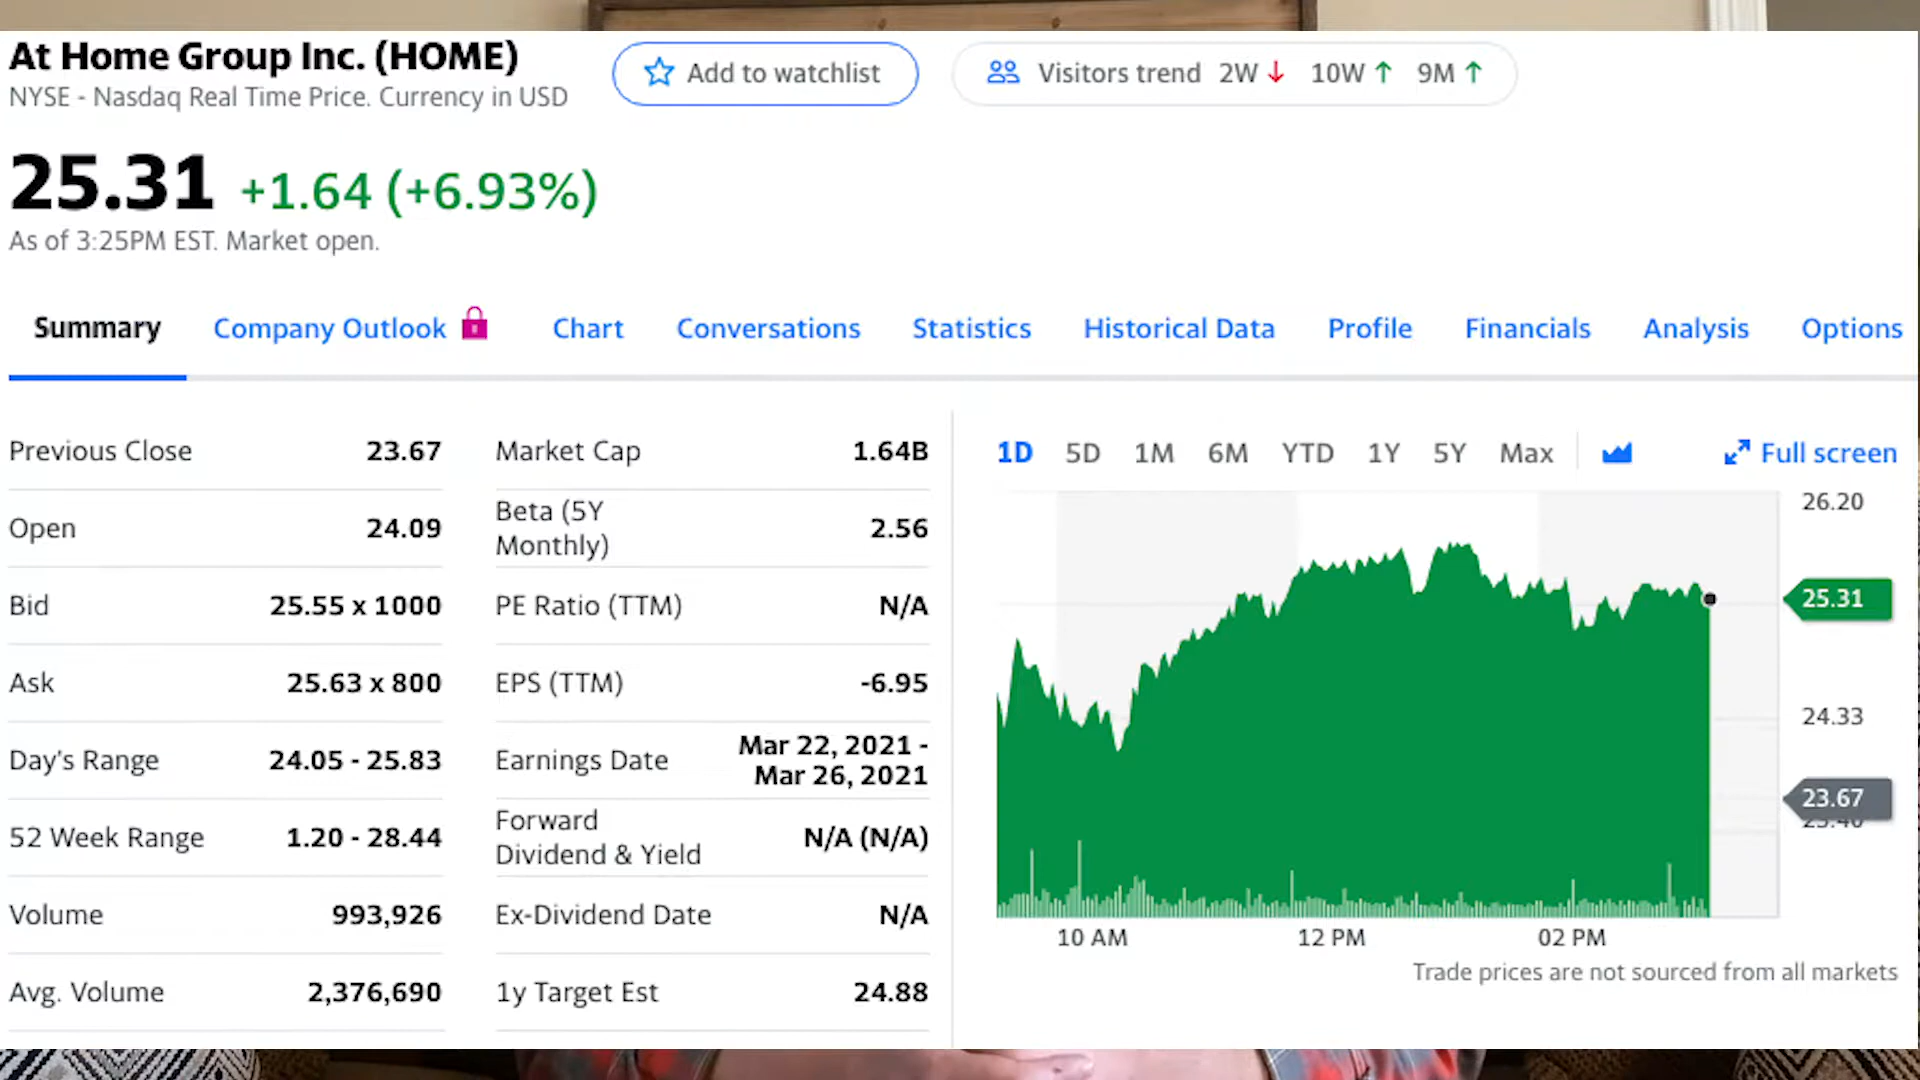 At Home Group Inc. (HOME)
NYSE - Nasdaq Real Time Price. Currency in USD
Add to watchlist
Visitors trend 2W ↓ 10W ↑ 9M ↑
25.31 +1.64 (+6.93%)
As of 3:25PM EST. Market open.
Summary Company Outlook Chart Conversations Statistics Historical Data Profile Financials Analysis Options
Previous Close 23.67
Open 24.09
Bid 25.55 x 1000
Ask 25.63 x 800
Day's Range 24.05 - 25.83
52 Week Range 1.20 - 28.44
Volume 993,926
Avg. Volume 2,376,690
Market Cap 1.64B
Beta (5Y
Monthly) 2.56
PE Ratio (TTM) N/A
EPS (TTM) -6.95
Earnings Date Mar 22, 2021 -
Mar 26, 2021
Forward
Dividend & Yield N/A (N/A)
Ex-Dividend Date N/A
1y Target Est 24.88
1D 5D 1M 6M YTD 1Y 5Y Max Full screen
26.20
25.31
24.33
23.67
10 AM 12 PM 02 PM
Trade prices are not sourced from all markets